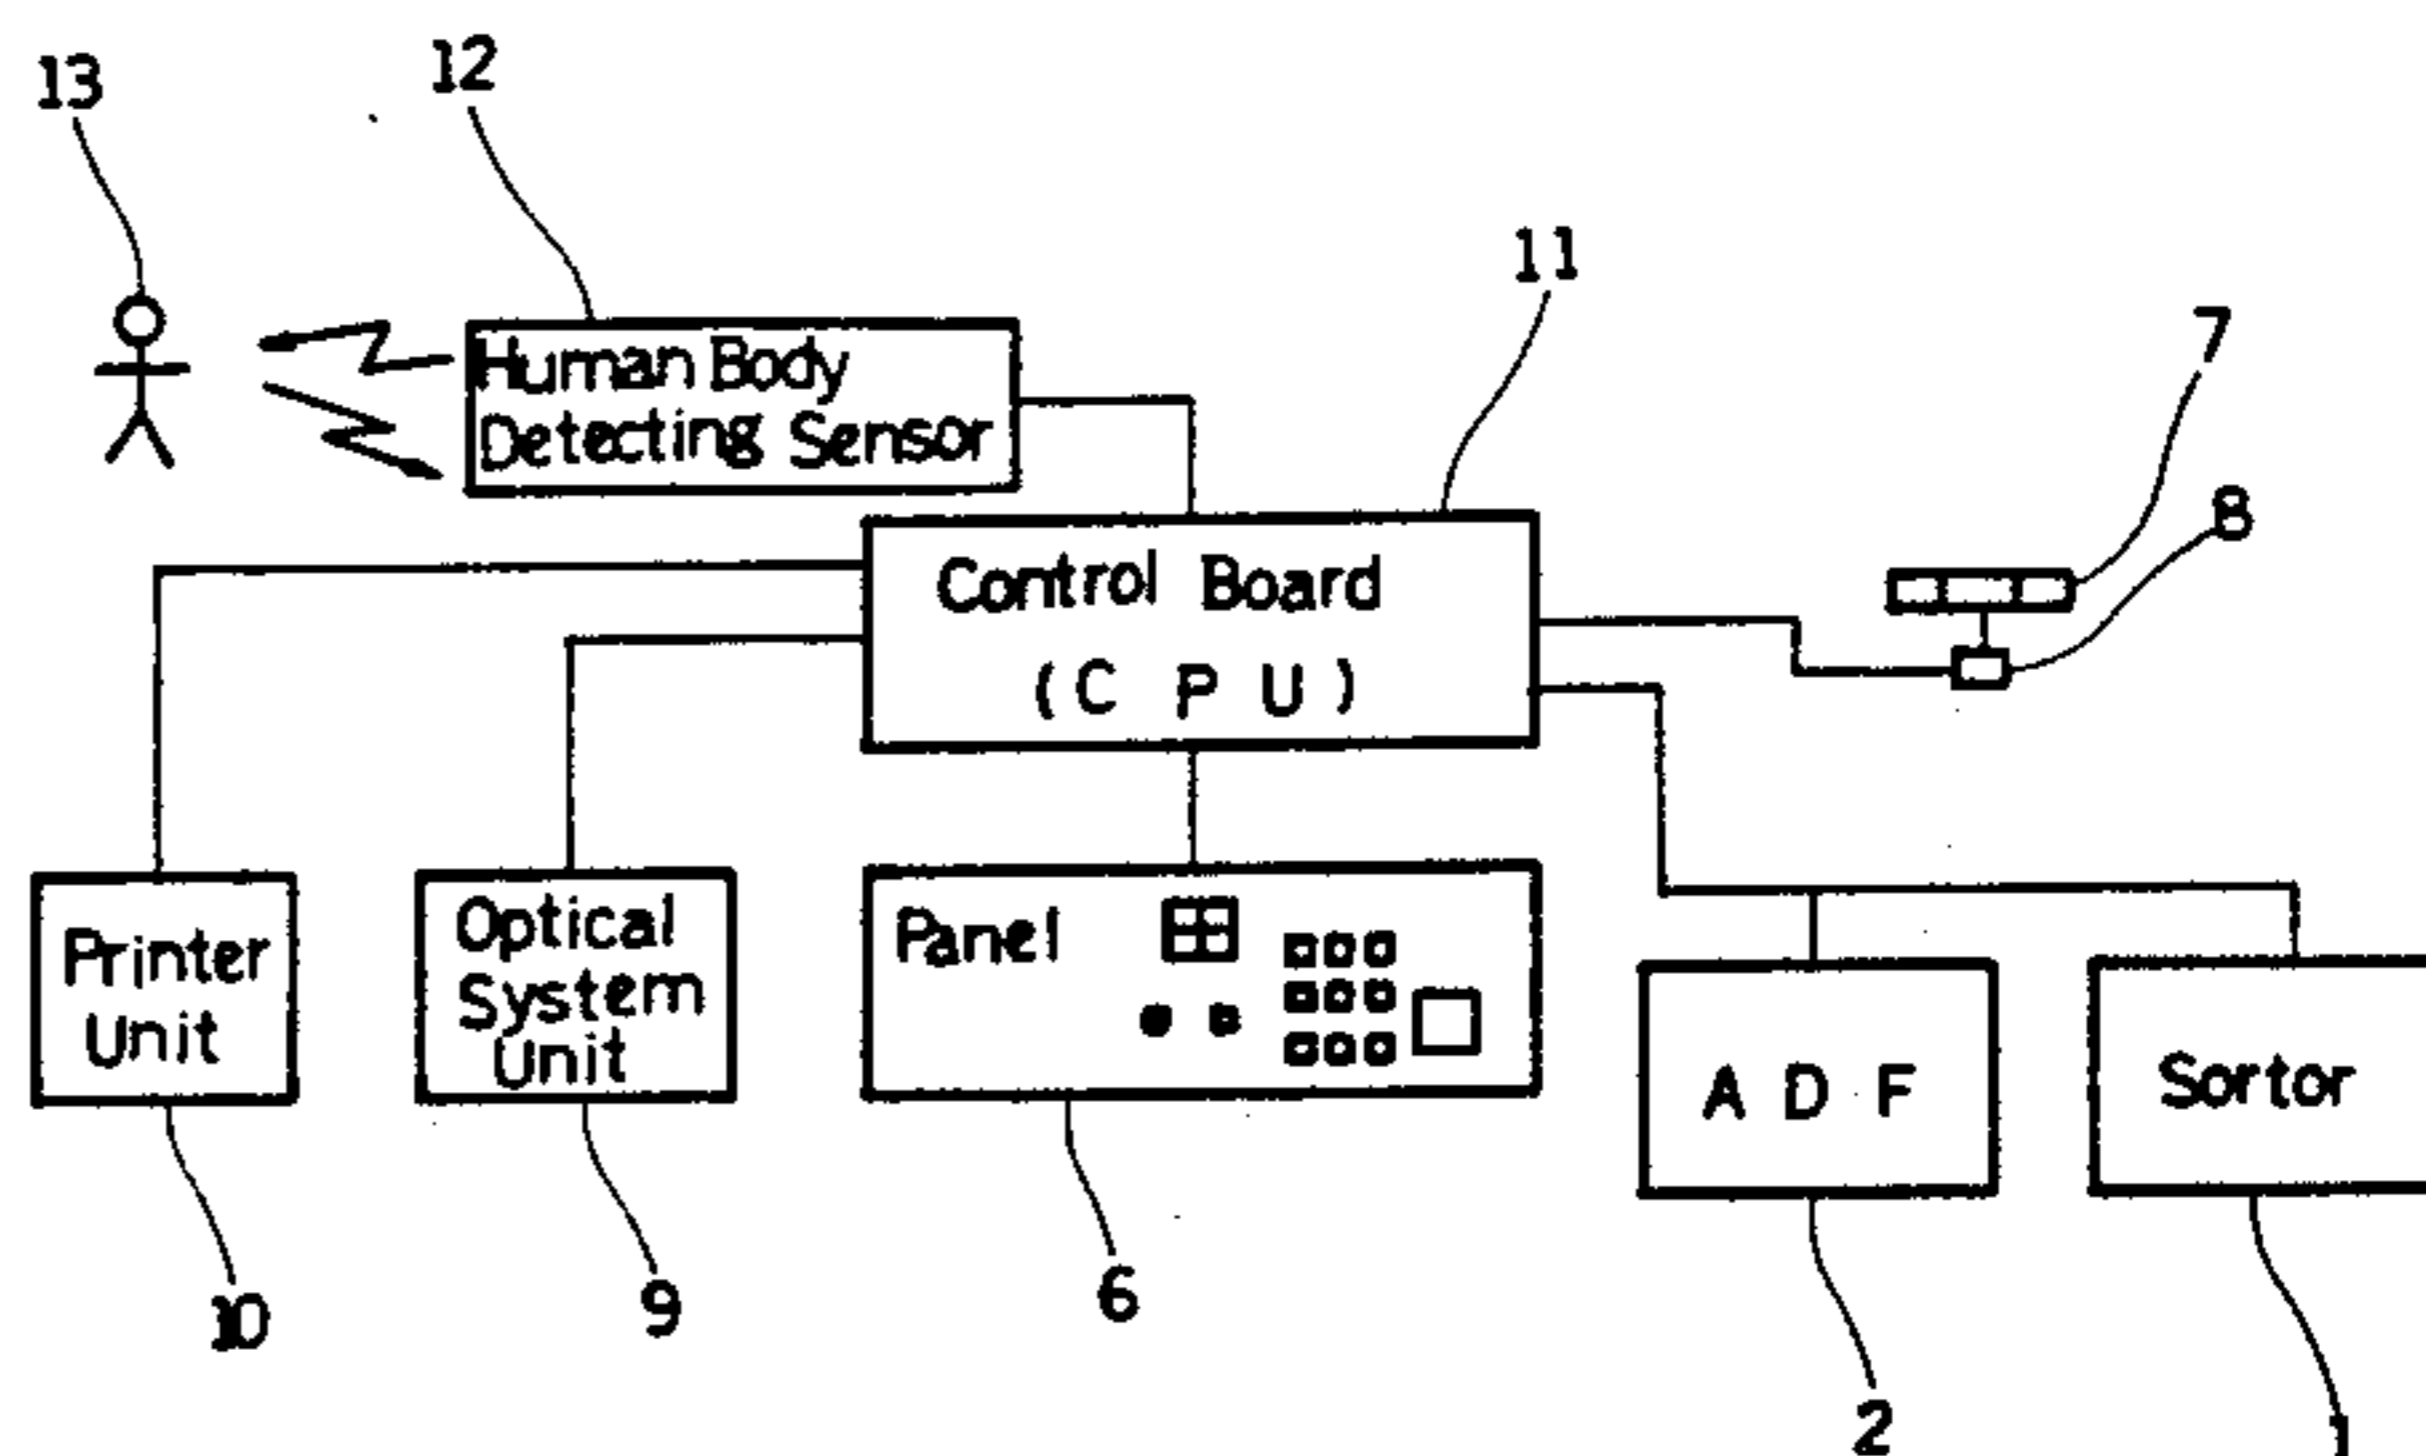 13
12
11
7
Human Body
Detecting Sensor
8
Control Board
(CPU)
Printer
Unit
Optical
System
Unit
Panel
ADF
Sortor
10
9
6
2